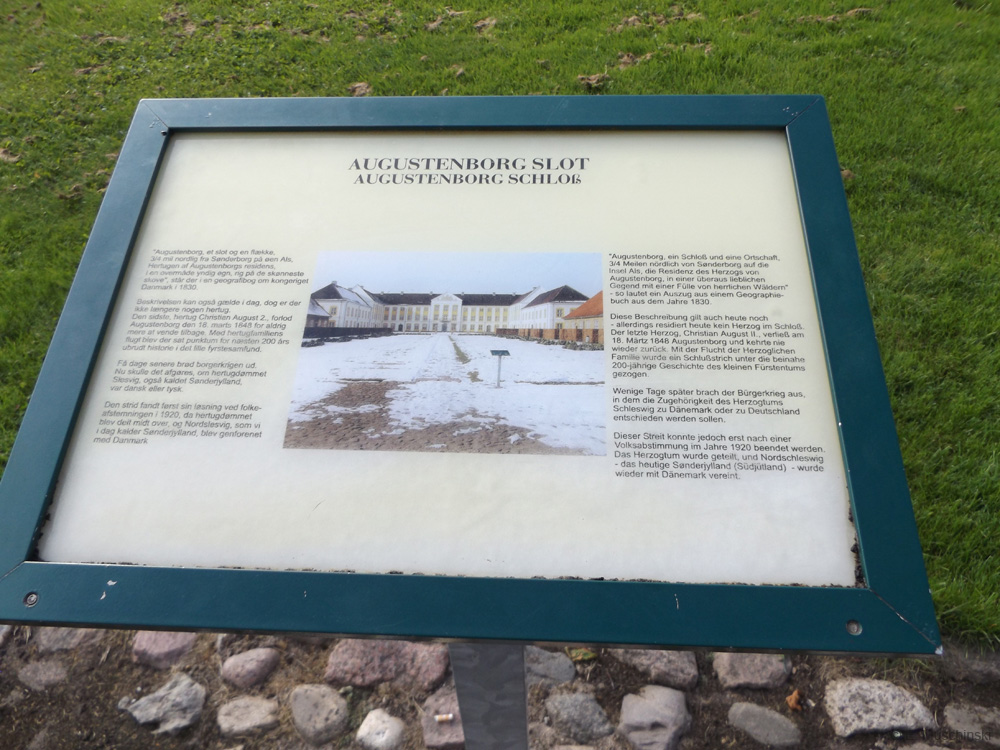 AUGUSTENBORG SLOT
AUGUSTENBORG SCHLOß
"Augustenborg, et slot og en flække,
3/4 mil nordlig fra Sønderborg på øen Als,
Hertugen af Augustenborgs residens,
i en overmåde yndig egn, rig på de skønneste
skove", står der i en geografibog om kongeriget
Danmark i 1830.
Beskrivelsen kan også gælde i dag, dog er der
ikke længere nogen hertug.
Den sidste, hertug Christian August 2., forlod
Augustenborg den 18. marts 1848 for aldrig
mere at vende tilbage. Med hertugfamiliens
flugt blev der sat punktum for næsten 200 års
ubrudt historie i det lille fyrstesamfund.
Få dage senere brød borgerkrigen ud.
Nu skulle det afgøres, om hertugdømmet
Slesvig, også kaldet Sønderjylland,
var dansk eller tysk.
Den strid fandt først sin løsning ved folke-
afstemningen i 1920, da hertugdømmet
blev delt midt over, og Nordslesvig, som vi
i dag kalder Sønderjylland, blev genforenet
med Danmark.
"Augustenborg, ein Schloß und eine Ortschaft,
3/4 Meilen nördlich von Sønderborg auf die
Insel Als, die Residenz des Herzogs von
Augustenborg, in einer überaus lieblichen
Gegend mit einer Fülle von herrlichen Wäldern"
- so lautet ein Auszug aus einem Geographie-
buch aus dem Jahre 1830.
Diese Beschreibung gilt auch heute noch
- allerdings residiert heute kein Herzog im Schloß.
Der letzte Herzog, Christian August II., verließ am
18. März 1848 Augustenborg und kehrte nie
wieder zurück. Mit der Flucht der Herzoglichen
Familie wurde ein Schlußstrich unter die beinahe
200-jährige Geschichte des kleinen Fürstentums
gezogen.
Wenige Tage später brach der Bürgerkrieg aus,
in dem die Zugehörigkeit des Herzogtums
Schleswig zu Dänemark oder zu Deutschland
entschieden werden sollen.
Dieser Streit konnte jedoch erst nach einer
Volksabstimmung im Jahre 1920 beendet werden.
Das Herzogtum wurde geteilt, und Nordschleswig
- das heutige Sønderjylland (Südjütland) - wurde
wieder mit Dänemark vereint.